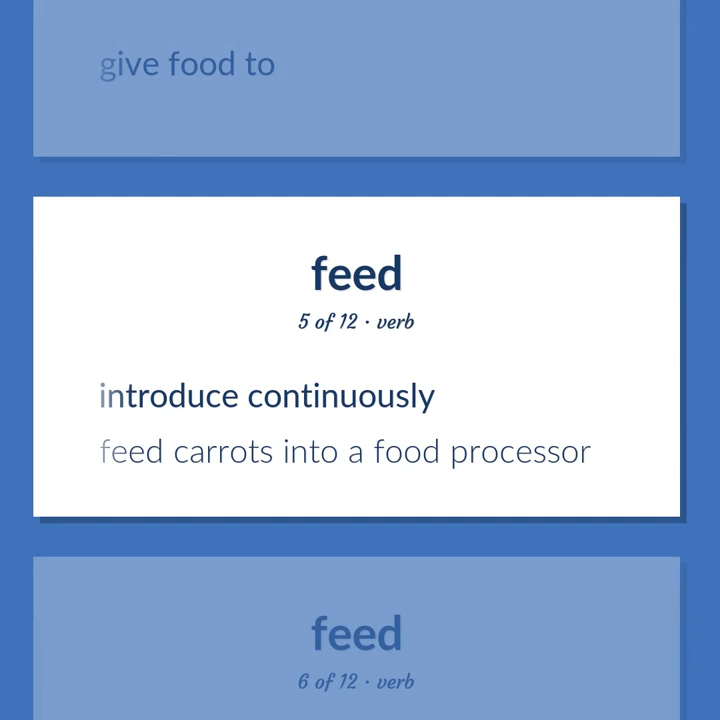 give food to
feed
5 of 12 · verb
introduce continuously
feed carrots into a food processor
feed
6 of 12 · verb